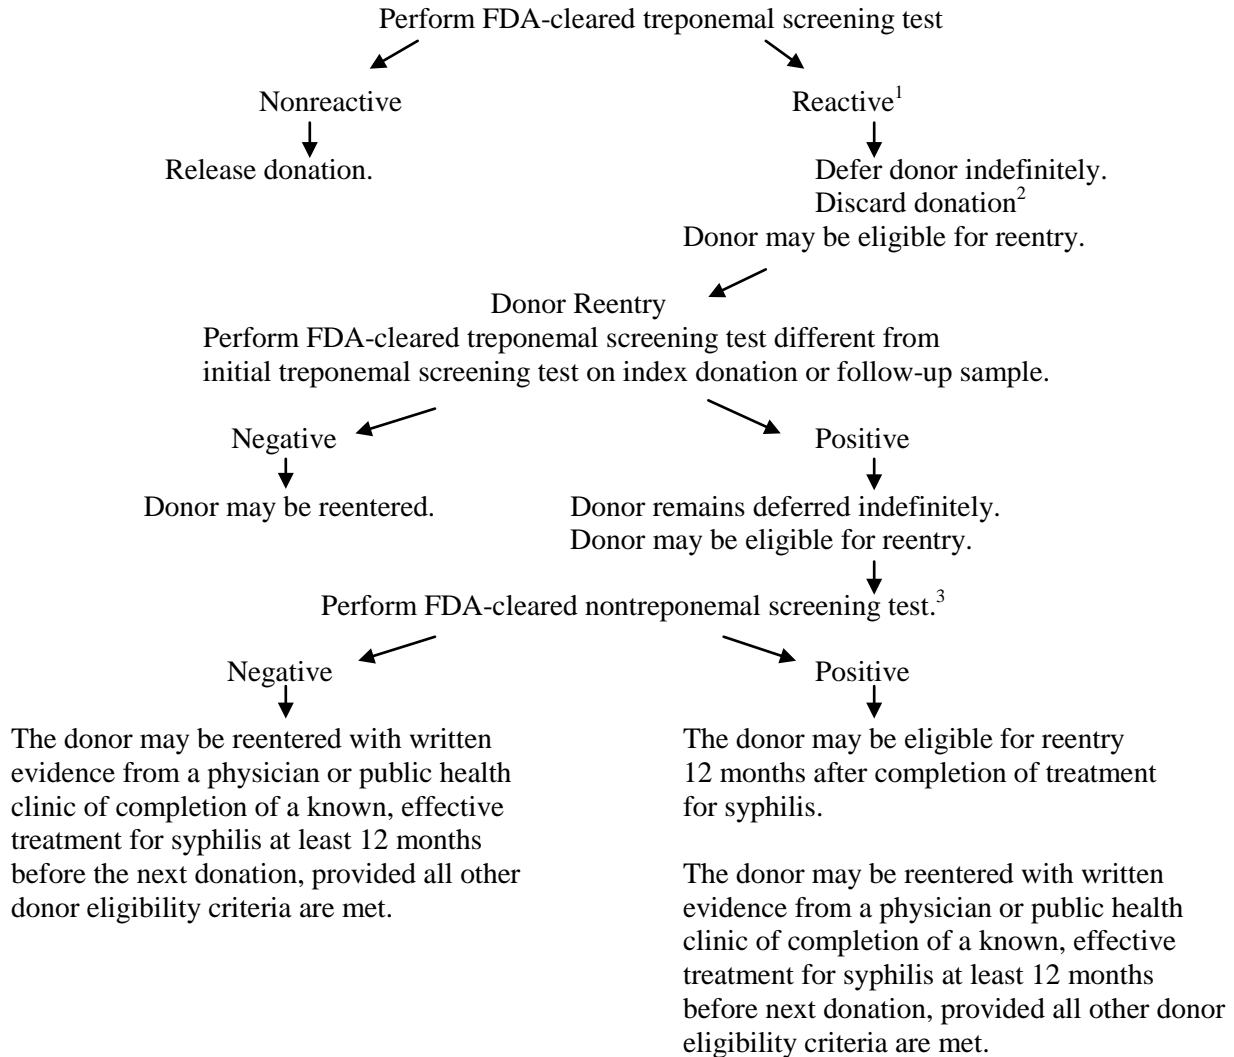 Perform FDA-cleared treponemal screening test
Nonreactive
Reactive¹
Release donation.
Defer donor indefinitely.
Discard donation²
Donor may be eligible for reentry.
Donor Reentry
Perform FDA-cleared treponemal screening test different from
initial treponemal screening test on index donation or follow-up sample.
Negative
Positive
Donor may be reentered.
Donor remains deferred indefinitely.
Donor may be eligible for reentry.
Perform FDA-cleared nontreponemal screening test.³
Negative
Positive
The donor may be reentered with written
evidence from a physician or public health
clinic of completion of a known, effective
treatment for syphilis at least 12 months
before the next donation, provided all other
donor eligibility criteria are met.
The donor may be eligible for reentry
12 months after completion of treatment
for syphilis.
The donor may be reentered with written
evidence from a physician or public health
clinic of completion of a known, effective
treatment for syphilis at least 12 months
before next donation, provided all other donor
eligibility criteria are met.